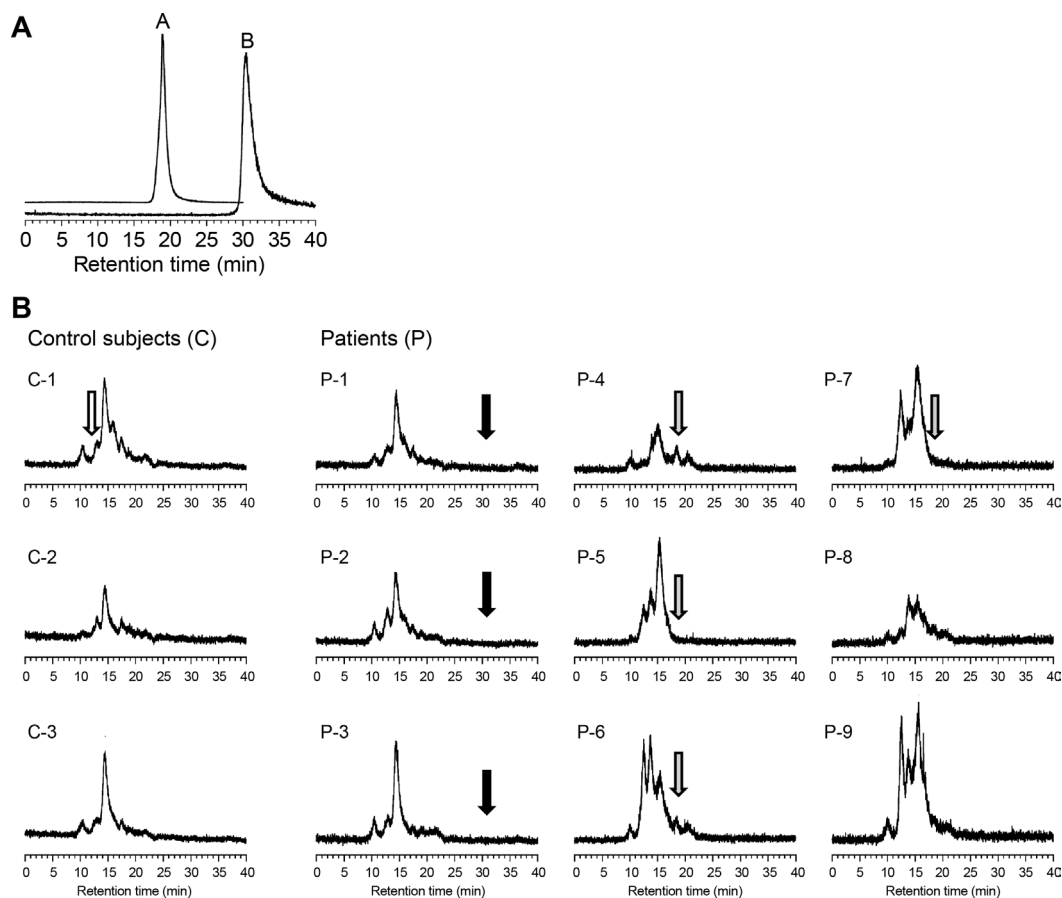 A
A B
0 5 10 15 20 25 30 35 40
Retention time (min)
B
Control subjects (C) Patients (P)
C-1 P-1 P-4 P-7
0 5 10 15 20 25 30 35 40 0 5 10 15 20 25 30 35 40 0 5 10 15 20 25 30 35 40 0 5 10 15 20 25 30 35 40
C-2 P-2 P-5 P-8
0 5 10 15 20 25 30 35 40 0 5 10 15 20 25 30 35 40 0 5 10 15 20 25 30 35 40 0 5 10 15 20 25 30 35 40
C-3 P-3 P-6 P-9
0 5 10 15 20 25 30 35 40 0 5 10 15 20 25 30 35 40 0 5 10 15 20 25 30 35 40 0 5 10 15 20 25 30 35 40
Retention time (min) Retention time (min) Retention time (min) Retention time (min)